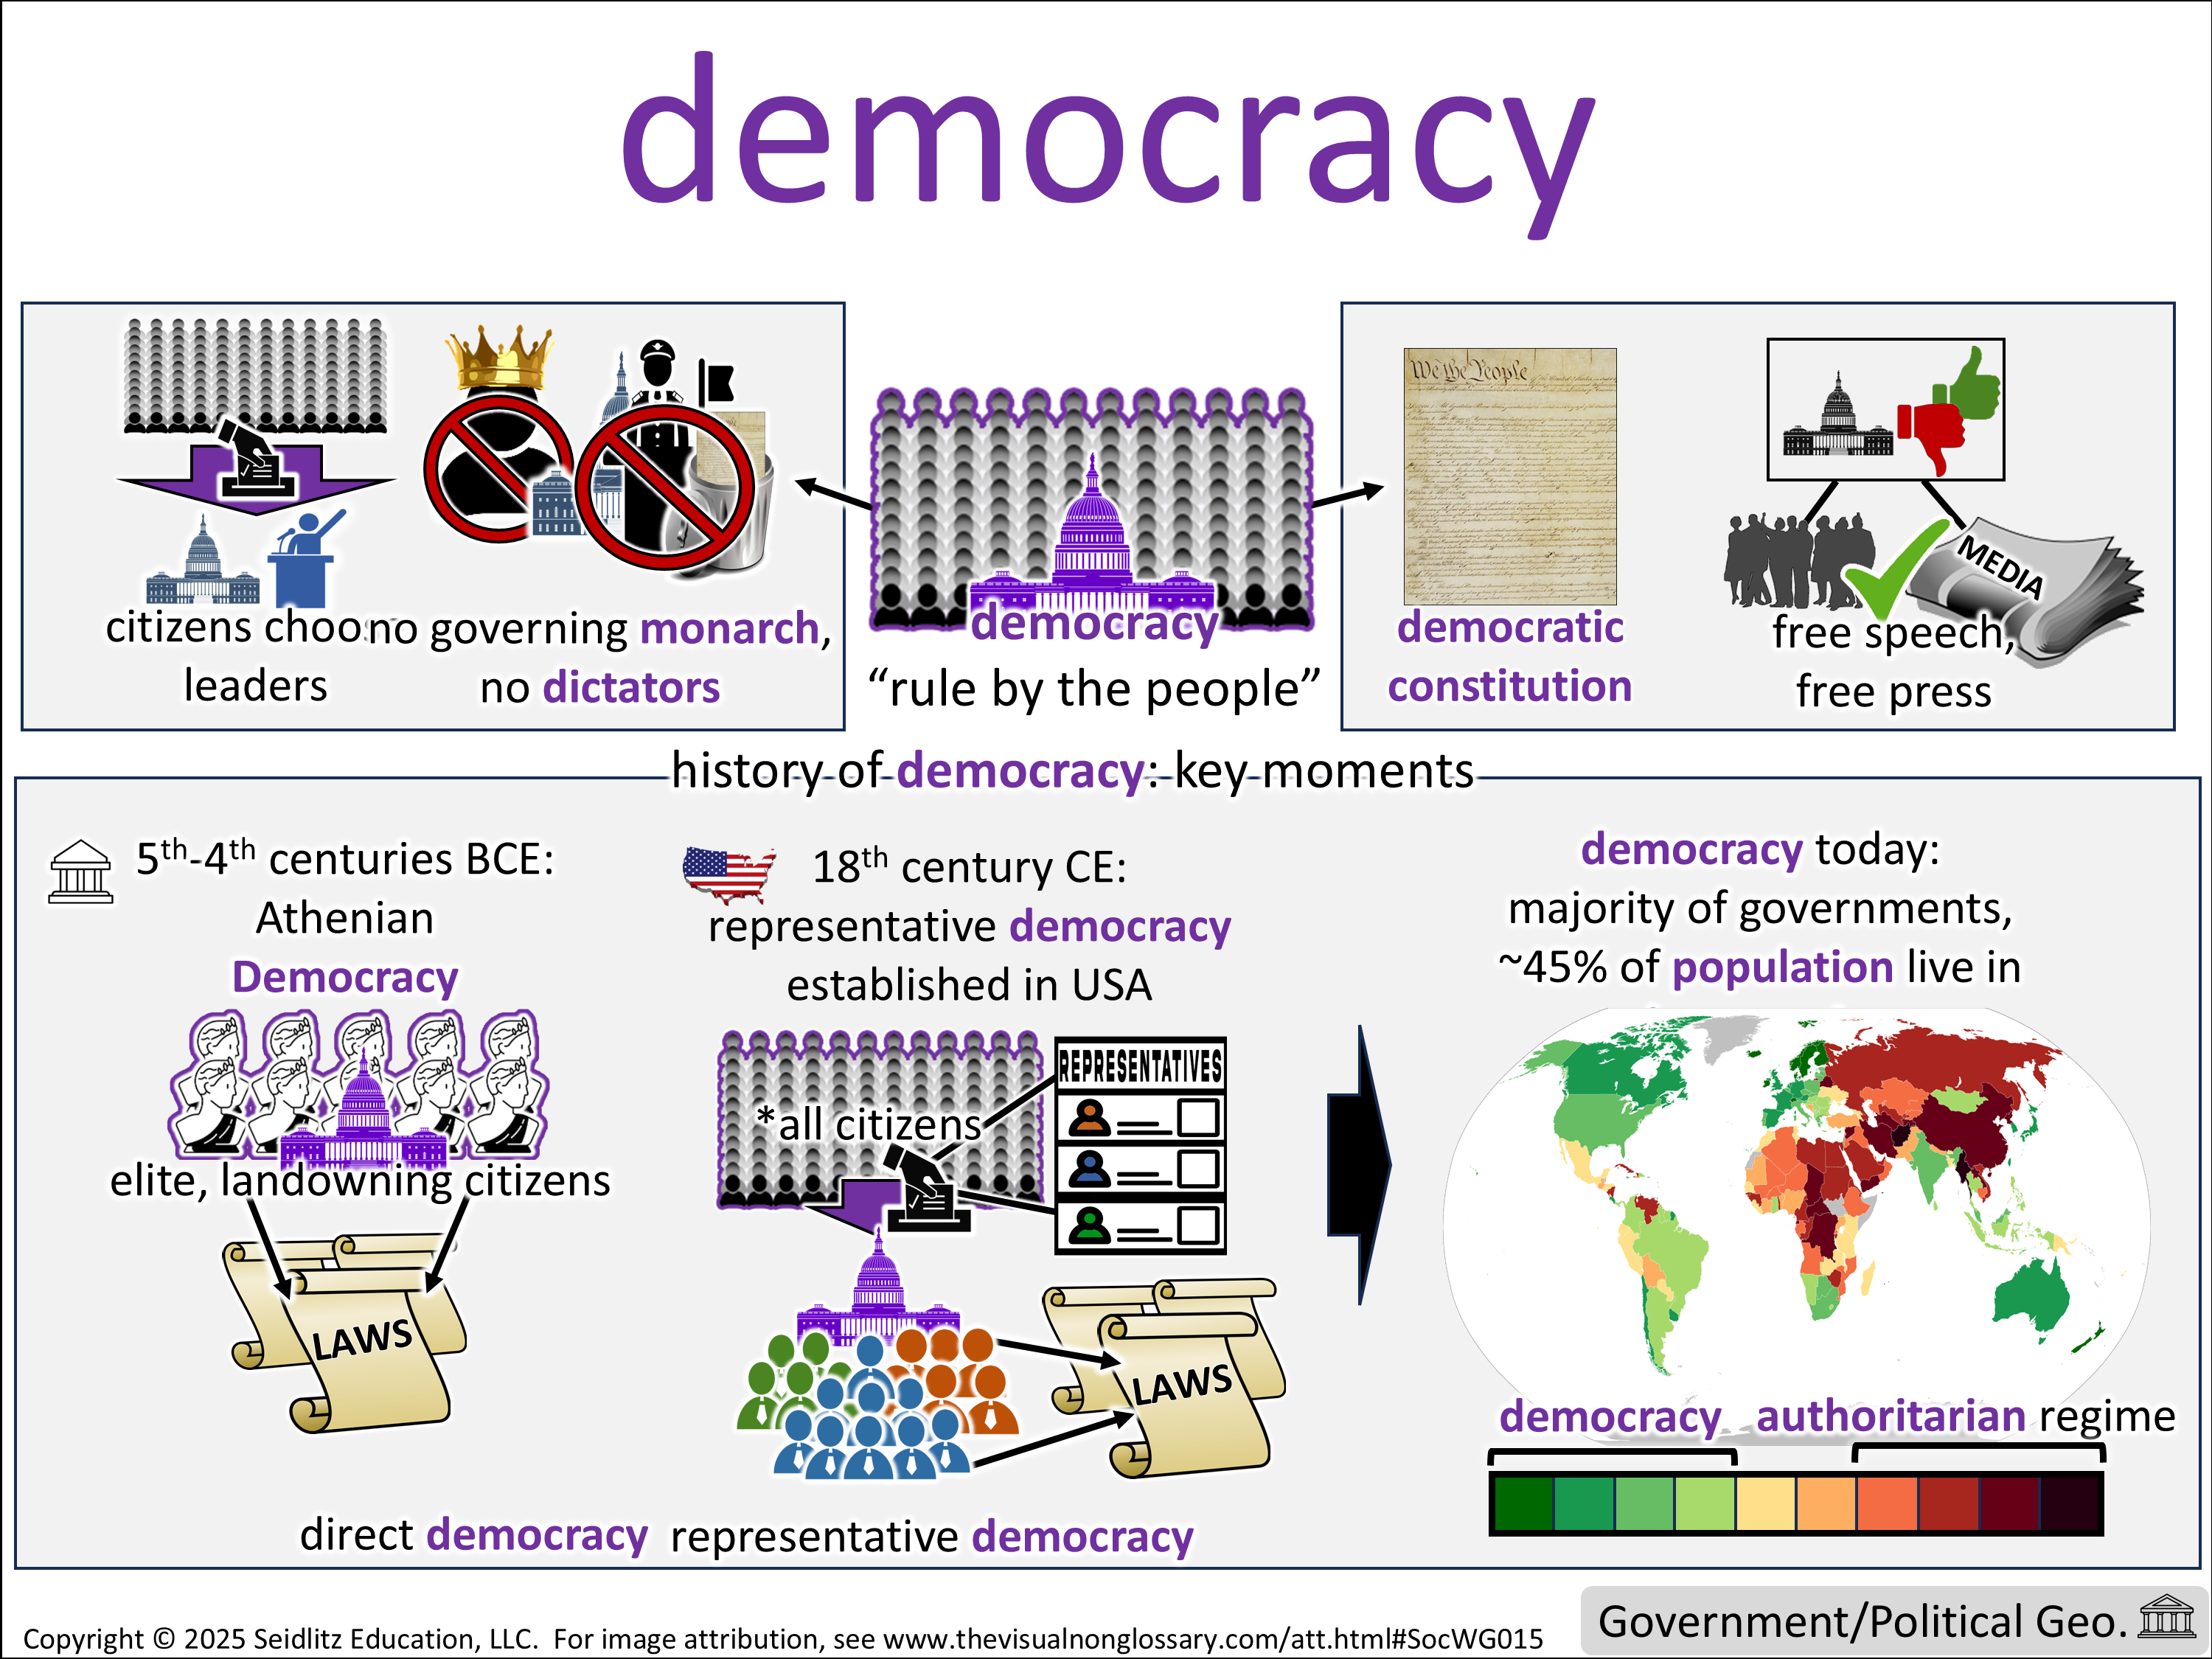 democracy
citizens choo
leaders
no governing monarch,
no dictators
democracy
"rule by the people"
We the People
democratic
constitution
MEDIA
free speech,
free press
history of democracy: key moments
5th-4th centuries BCE:
Athenian
Democracy
elite, landowning citizens
LAWS
direct democracy
18th century CE:
representative democracy
established in USA
*all citizens
REPRESENTATIVES
LAWS
representative democracy
democracy today:
majority of governments,
~45% of population live in
democracy
authoritarian regime
Government/Political Geo.
Copyright © 2025 Seidlitz Education, LLC. For image attribution, see www.thevisualnonglossary.com/att.html#SocWG015